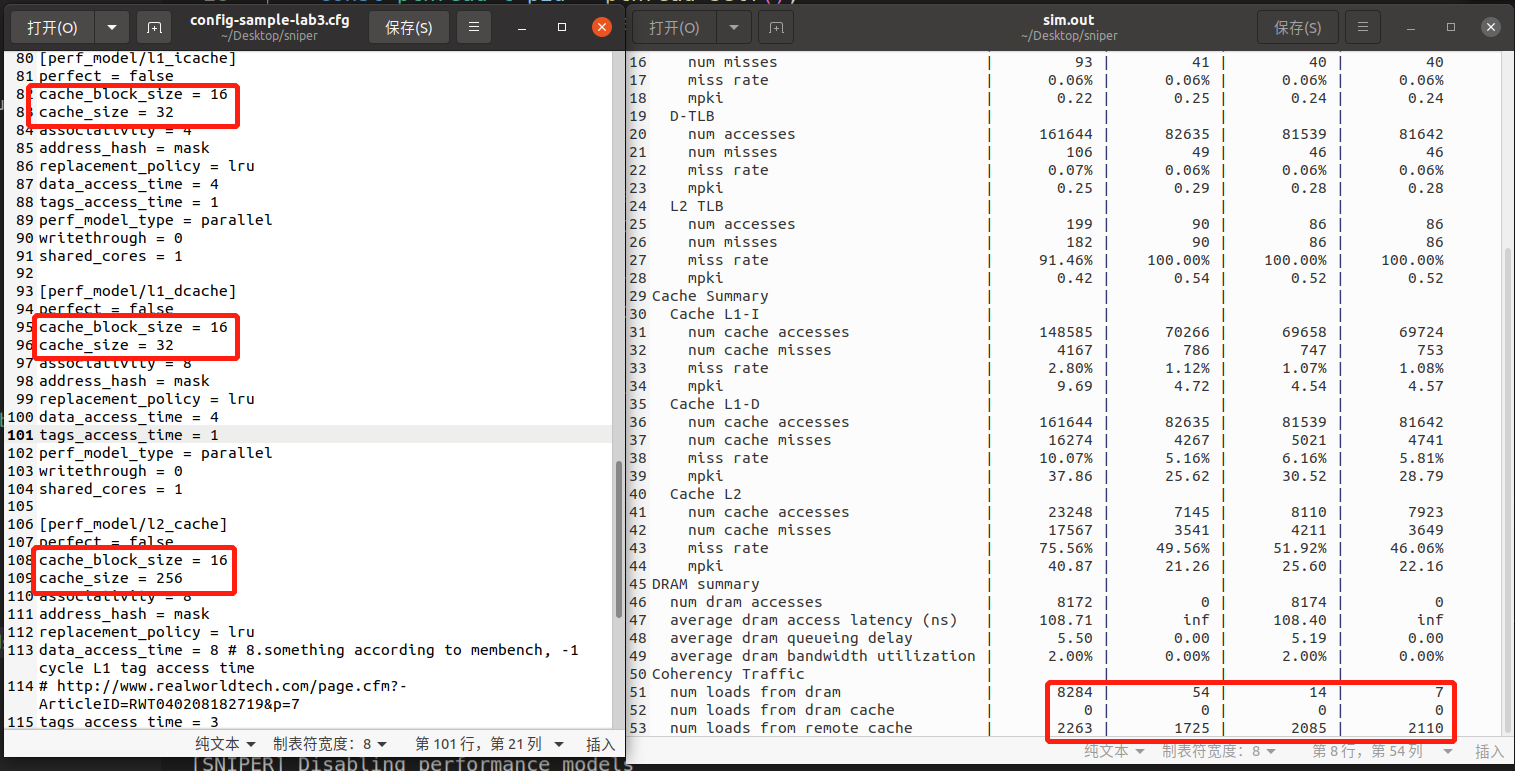 const pthread_t pid = pthread_self();
打开(O)
config-sample-lab3.cfg
~/Desktop/sniper
保存(S)
80 [perf_model/l1_icache]
81 perfect = false
82 cache_block_size = 16
83 cache_size = 32
84 associativity = 4
85 address_hash = mask
86 replacement_policy = lru
87 data_access_time = 4
88 tags_access_time = 1
89 perf_model_type = parallel
90 writethrough = 0
91 shared_cores = 1
92
93 [perf_model/l1_dcache]
94 perfect = false
95 cache_block_size = 16
96 cache_size = 32
97 associativity = 8
98 address_hash = mask
99 replacement_policy = lru
100 data_access_time = 4
101 tags_access_time = 1
102 perf_model_type = parallel
103 writethrough = 0
104 shared_cores = 1
105
106 [perf_model/l2_cache]
107 perfect = false
108 cache_block_size = 16
109 cache_size = 256
110 associativity = 8
111 address_hash = mask
112 replacement_policy = lru
113 data_access_time = 8 # 8.something according to membench, -1
cycle L1 tag access time
114 # http://www.realworldtech.com/page.cfm?-
ArticleID=RWT040208182719&p=7
115 tags_access_time = 3
纯文本 制表符宽度：8 第 101 行，第 21 列 插入
[SNIPER] Disabling performance models
打开(O)
sim.out
~/Desktop/sniper
保存(S)
16 num misses | 93 | 41 | 40 | 40
17 miss rate | 0.06% | 0.06% | 0.06% | 0.06%
18 mpki | 0.22 | 0.25 | 0.24 | 0.24
19 D-TLB | | | |
20 num accesses | 161644 | 82635 | 81539 | 81642
21 num misses | 106 | 49 | 46 | 46
22 miss rate | 0.07% | 0.06% | 0.06% | 0.06%
23 mpki | 0.25 | 0.29 | 0.28 | 0.28
24 L2 TLB | | | |
25 num accesses | 199 | 90 | 86 | 86
26 num misses | 182 | 90 | 86 | 86
27 miss rate | 91.46% | 100.00% | 100.00% | 100.00%
28 mpki | 0.42 | 0.54 | 0.52 | 0.52
29 Cache Summary | | | |
30 Cache L1-I | | | |
31 num cache accesses | 148585 | 70266 | 69658 | 69724
32 num cache misses | 4167 | 786 | 747 | 753
33 miss rate | 2.80% | 1.12% | 1.07% | 1.08%
34 mpki | 9.69 | 4.72 | 4.54 | 4.57
35 Cache L1-D | | | |
36 num cache accesses | 161644 | 82635 | 81539 | 81642
37 num cache misses | 16274 | 4267 | 5021 | 4741
38 miss rate | 10.07% | 5.16% | 6.16% | 5.81%
39 mpki | 37.86 | 25.62 | 30.52 | 28.79
40 Cache L2 | | | |
41 num cache accesses | 23248 | 7145 | 8110 | 7923
42 num cache misses | 17567 | 3541 | 4211 | 3649
43 miss rate | 75.56% | 49.56% | 51.92% | 46.06%
44 mpki | 40.87 | 21.26 | 25.60 | 22.16
45 DRAM summary | | | |
46 num dram accesses | 8172 | 0 | 8174 | 0
47 average dram access latency (ns) | 108.71 | inf | 108.40 | inf
48 average dram queueing delay | 5.50 | 0.00 | 5.19 | 0.00
49 average dram bandwidth utilization | 2.00% | 0.00% | 2.00% | 0.00%
50 Coherency Traffic | | | |
51 num loads from dram | 8284 | 54 | 14 | 7
52 num loads from dram cache | 0 | 0 | 0 | 0
53 num loads from remote cache | 2263 | 1725 | 2085 | 2110
纯文本 制表符宽度：8 第 8 行，第 54 列 插入